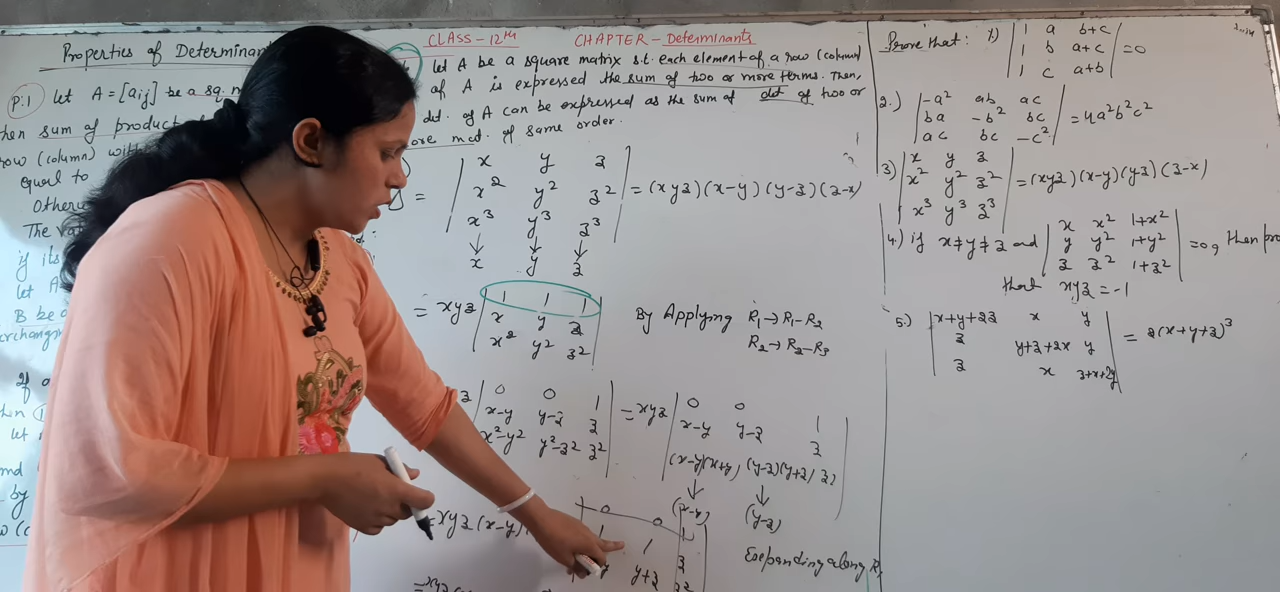 Properties of Determinan
CLASS - 12th CHAPTER - Determinants
P.1 let A = [aij] be a sq. m
then sum of product
row (column) wit
equal to
Otherw
The va
if its
let A
B be a
erchangin
If a
let
md
by
let A be a square matrix s.t. each element of a row (column)
of A is expressed the sum of two or more terms. Then,
det. of A can be expressed as the sum of det of two or
ore mat. of same order.
= | x y z |
| x² y² z² | = (xyz)(x-y)(y-z)(z-x)
| x³ y³ z³ |
↓ ↓ ↓
x y z
= xyz | 1 1 1 |
| x y z |
| x² y² z² |
By Applying R₁→R₁-R₂
R₂→R₂-R₃
z | 0 0 1 |
| x-y y-z z |
| x²-y² y²-z² z² |
= xyz | 0 0 1 |
| x-y y-z z |
| (x-y)(x+y) (y-z)(y+z) z² |
↓ ↓
(x-y) (y-z)
= xyz (x-y)
| 0 0 1 |
| 1 1 z |
y+z z²
Expanding along R₁
= xyz
Prove that: 1) | 1 a b+c |
| 1 b a+c | = 0
| 1 c a+b |
2.) | -a² ab ac |
| ba -b² bc | = 4a²b²c²
| ac bc -c² |
3) | x y z |
| x² y² z² | = (xyz)(x-y)(yz)(z-x)
| x³ y³ z³ |
4.) if x≠y≠z and | x x² 1+x² |
| y y² 1+y² | = 0, then pro
| z z² 1+z² |
that xyz = -1
5.) | x+y+2z x y |
| z y+z+2x y | = 2(x+y+z)³
| z x z+x+2y |